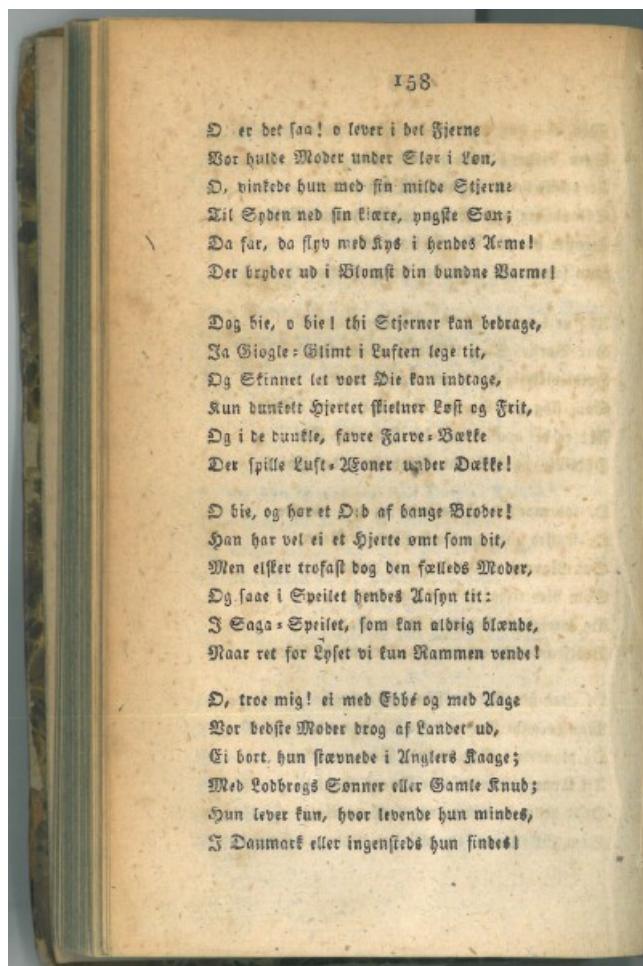 158
O er det saa! o lever i det Fjerne
Vor hulde Moder under Slør i Løn,
O, vinkede hun med sin milde Stjerne
Til Syden ned sin kiære, yngste Søn;
Da far, da flyv med Kys i hendes Arme!
Der bryder ud i Blomst din bundne Varme!
Dog bie, o bie! thi Stjerner kan bedrage,
Ja Giogle-Glimt i Luften lege tit,
Og Skinnet let vort Øie kan indtage,
Kun dunkelt Hjertet skielner Løst og Frit,
Og i de dunkle, favre Farve-Bække
Der spille Luft-Æoner under Dække!
O bie, og hør et Ord af bange Broder!
Han har vel ei et Hjerte ømt som dit,
Men elsker trofast dog den fælleds Moder,
Og saae i Speilet hendes Aasyn tit:
I Saga-Speilet, som kan aldrig blænde,
Naar ret for Lyset vi kun Rammen vende!
O, troe mig! ei med Ebbe og med Aage
Vor bedste Moder drog af Landet ud,
Ei bort hun stævnede i Anglers Kaage;
Med Lodbrogs Sønner eller Gamle Knud;
Hun lever kun, hvor levende hun mindes,
I Danmark eller ingensteds hun findes!